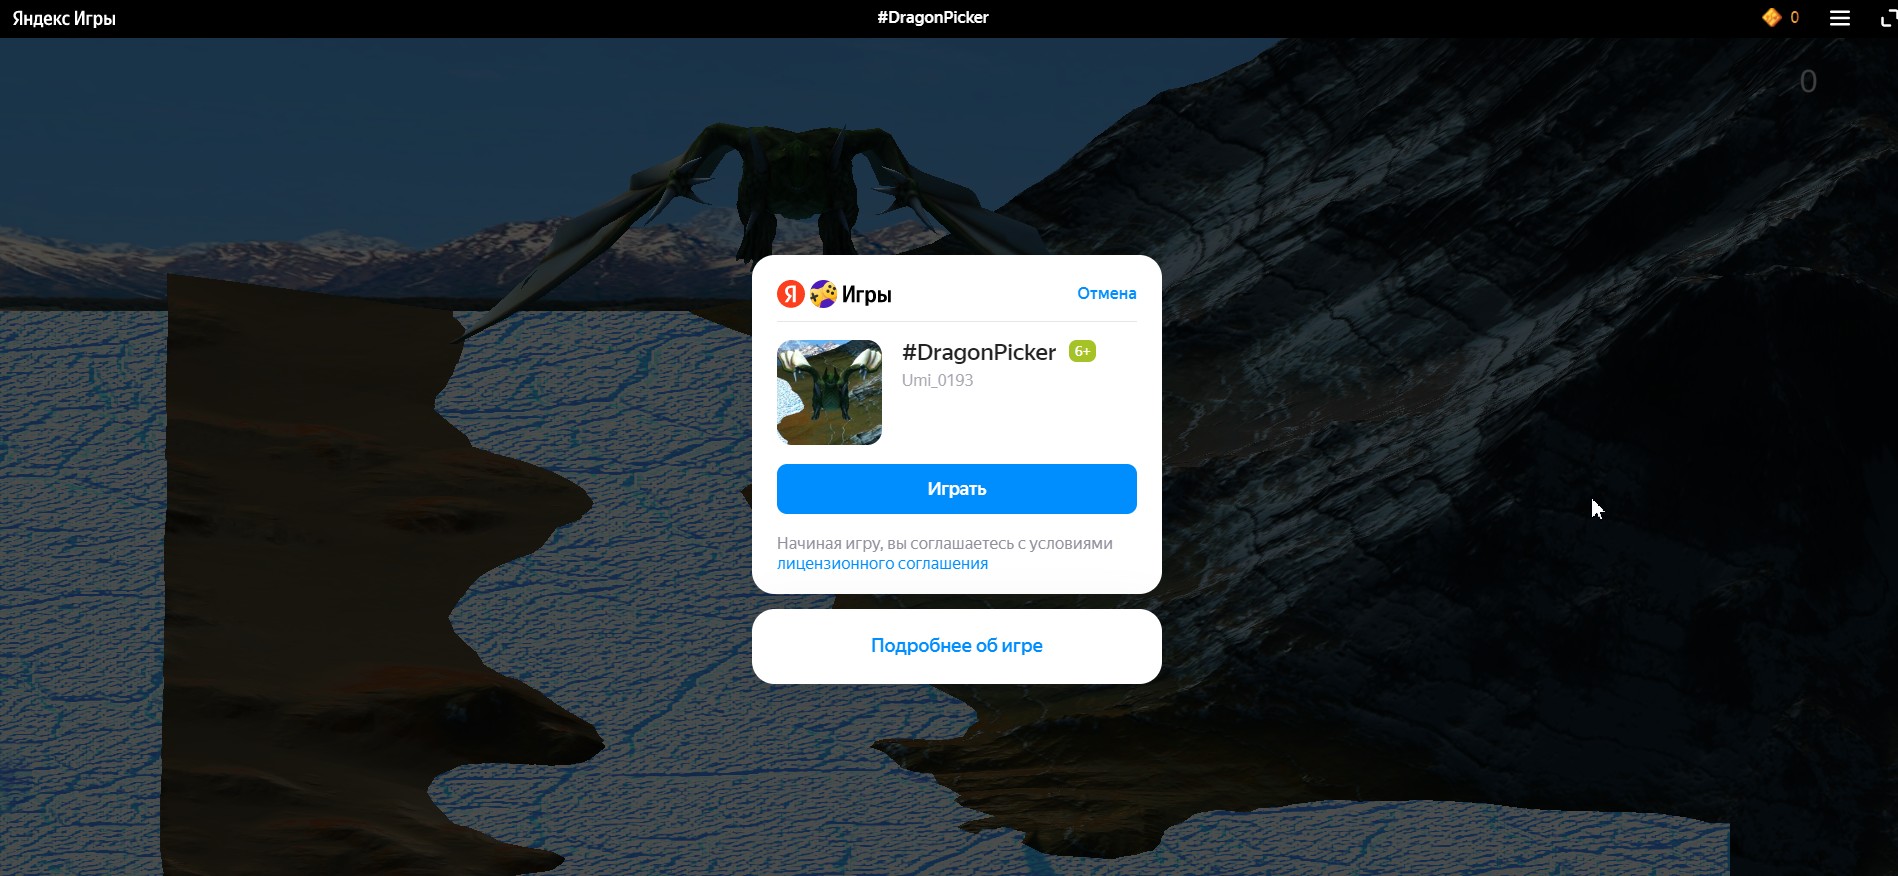 Яндекс Игры
#DragonPicker
0
0
Я Игры
Отмена
#DragonPicker 6+
Umi_0193
Играть
Начиная игру, вы соглашаетесь с условиями
лицензионного соглашения
Подробнее об игре